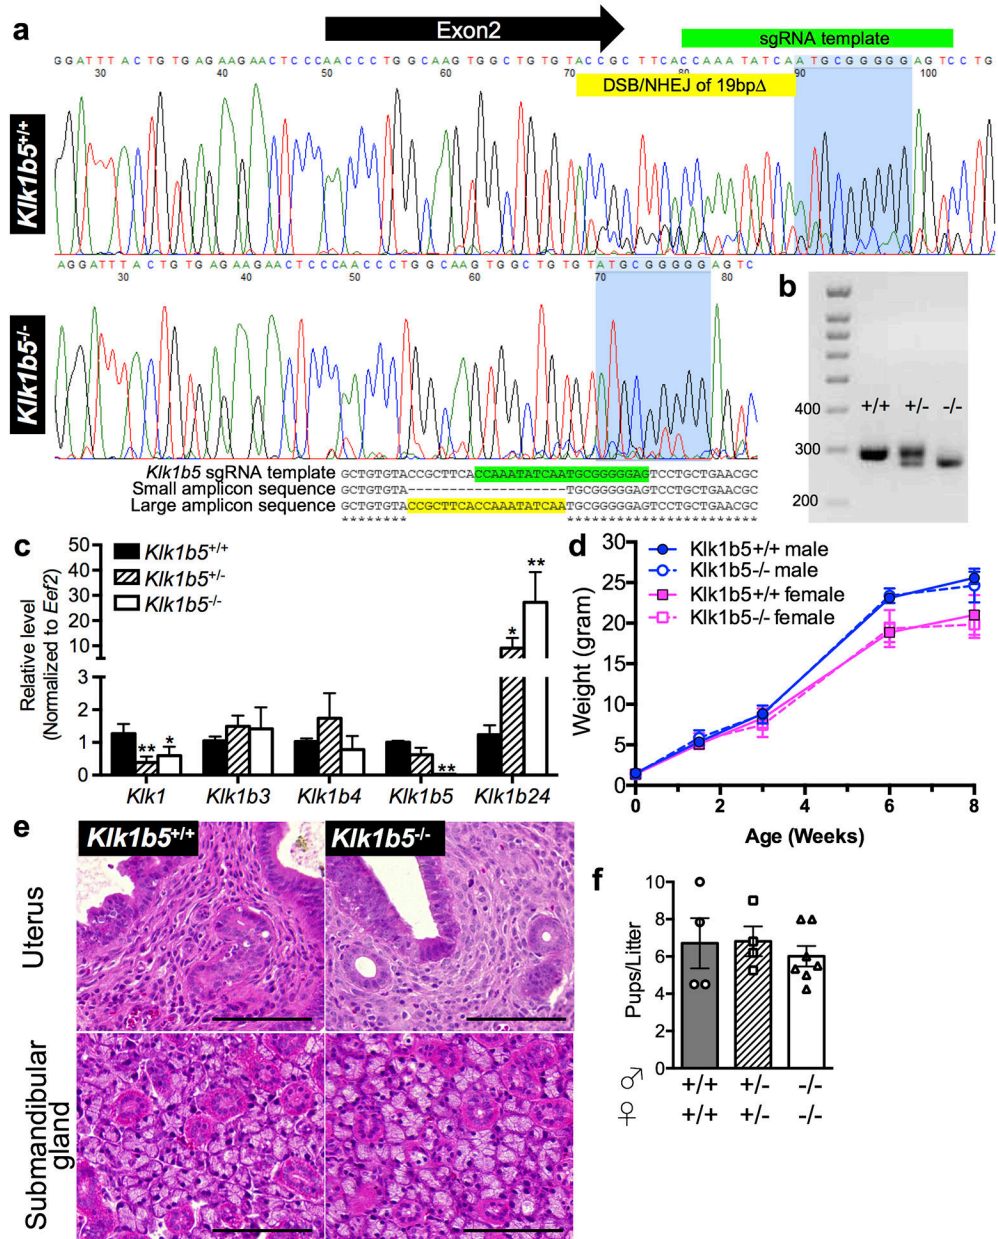 a
Exon2
sgRNA template
GGATTTACTGTGAGAAGAACTCCCAACCCTGGCAAGTGGCTGTGTACCGCTTCACCAAATATCAATGCGGGGGAGTCCTG
30 40 50 60 70 80 90 100
DSB/NHEJ of 19bpΔ
Klk1b5+/+
AGGATTTACTGTGAGAAGAACTCCCAACCCTGGCAAGTGGCTGTGTATGCGGGGGAGTC
30 40 50 60 70 80
Klk1b5-/-
Klk1b5 sgRNA template GCTGTGTACCGCTTCACCAAATATCAATGCGGGGGAGTCCTGCTGAACGC
Small amplicon sequence GCTGTGTA-------------------TGCGGGGGAGTCCTGCTGAACGC
Large amplicon sequence GCTGTGTACCGCTTCACCAAATATCAATGCGGGGGAGTCCTGCTGAACGC
******** ***********************
b
+/+ +/- -/-
400
300
200
c
Klk1b5+/+
Klk1b5+/-
Klk1b5-/-
Relative level
(Normalized to Eef2)
50
40
30
20
10
3
2
1
0
** * ** * **
Klk1 Klk1b3 Klk1b4 Klk1b5 Klk1b24
d
Klk1b5+/+ male
Klk1b5-/- male
Klk1b5+/+ female
Klk1b5-/- female
Weight (gram)
30
25
20
15
10
5
0
0 2 4 6 8
Age (Weeks)
e
Klk1b5+/+
Klk1b5-/-
Uterus
Submandibular
gland
f
Pups/Litter
10
8
6
4
2
0
♂ +/+ +/- -/-
♀ +/+ +/- -/-